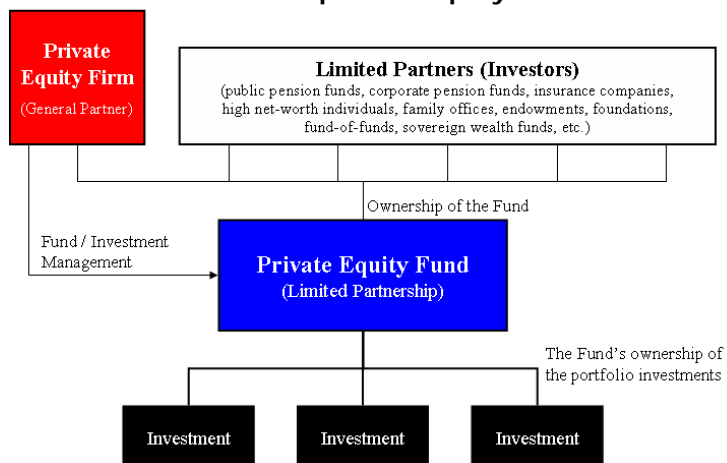 Private
Equity Firm
(General Partner)
Limited Partners (Investors)
(public pension funds, corporate pension funds, insurance companies,
high net-worth individuals, family offices, endowments, foundations,
fund-of-funds, sovereign wealth funds, etc.)
Ownership of the Fund
Fund / Investment
Management
Private Equity Fund
(Limited Partnership)
The Fund's ownership of
the portfolio investments
Investment
Investment
Investment